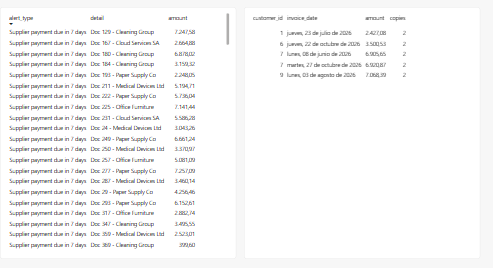 alert_type detail amount
Supplier payment due in 7 days Doc 129 - Cleaning Group 7.247,58
Supplier payment due in 7 days Doc 167 - Cloud Services SA 2.664,88
Supplier payment due in 7 days Doc 180 - Cleaning Group 6.878,02
Supplier payment due in 7 days Doc 184 - Cleaning Group 3.159,32
Supplier payment due in 7 days Doc 193 - Paper Supply Co 2.248,05
Supplier payment due in 7 days Doc 211 - Medical Devices Ltd 5.194,71
Supplier payment due in 7 days Doc 222 - Paper Supply Co 5.736,04
Supplier payment due in 7 days Doc 225 - Office Furniture 7.141,44
Supplier payment due in 7 days Doc 231 - Cloud Services SA 5.586,28
Supplier payment due in 7 days Doc 24 - Medical Devices Ltd 3.043,26
Supplier payment due in 7 days Doc 249 - Paper Supply Co 6.661,24
Supplier payment due in 7 days Doc 250 - Medical Devices Ltd 3.370,97
Supplier payment due in 7 days Doc 257 - Office Furniture 5.081,09
Supplier payment due in 7 days Doc 277 - Paper Supply Co 7.257,09
Supplier payment due in 7 days Doc 287 - Medical Devices Ltd 3.460,14
Supplier payment due in 7 days Doc 29 - Paper Supply Co 4.256,46
Supplier payment due in 7 days Doc 293 - Paper Supply Co 6.152,61
Supplier payment due in 7 days Doc 317 - Office Furniture 2.882,74
Supplier payment due in 7 days Doc 347 - Cleaning Group 3.495,55
Supplier payment due in 7 days Doc 359 - Medical Devices Ltd 2.523,01
Supplier payment due in 7 days Doc 369 - Cleaning Group 399,60
customer_id invoice_date amount copies
1 jueves, 23 de julio de 2026 2.427,08 2
6 jueves, 22 de octubre de 2026 3.500,53 2
7 lunes, 08 de junio de 2026 6.905,65 2
7 martes, 27 de octubre de 2026 6.920,87 2
9 lunes, 03 de agosto de 2026 7.068,39 2